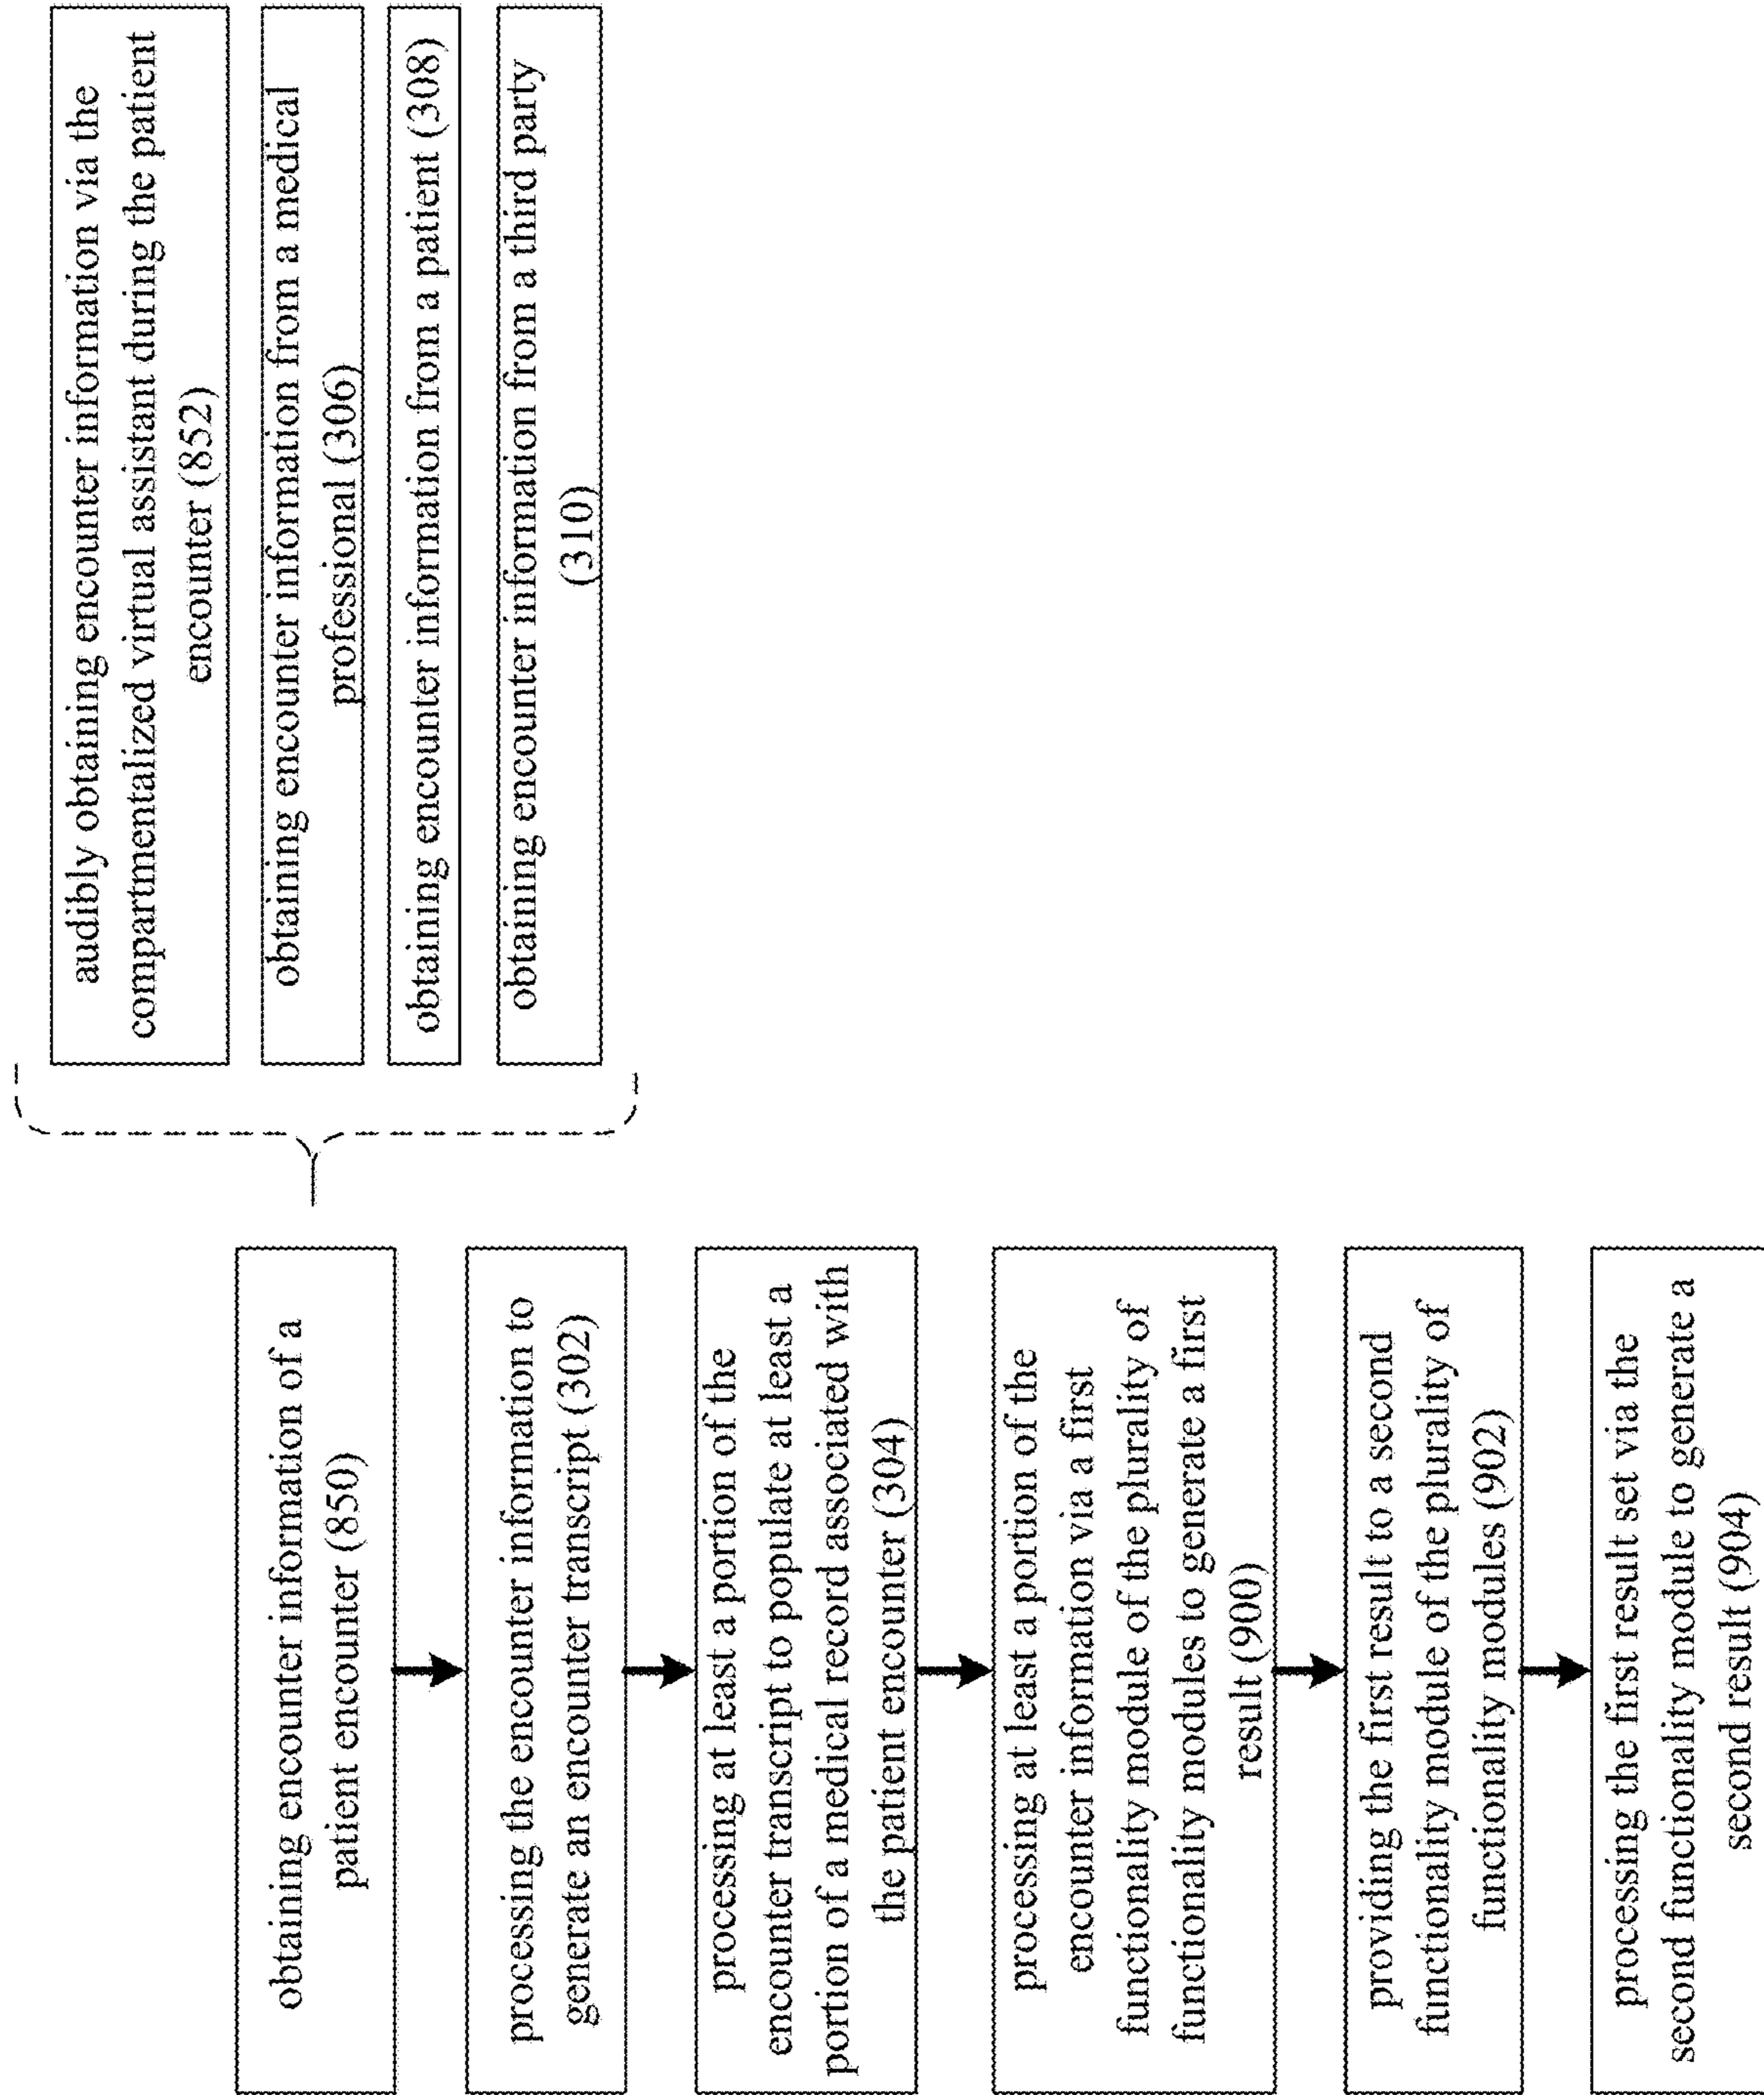 obtaining encounter information of a
patient encounter (850)
processing the encounter information to
generate an encounter transcript (302)
processing at least a portion of the
encounter transcript to populate at least a
portion of a medical record associated with
the patient encounter (304)
processing at least a portion of the
encounter information via a first
functionality module of the plurality of
functionality modules to generate a first
result (900)
providing the first result to a second
functionality module of the plurality of
functionality modules (902)
processing the first result set via the
second functionality module to generate a
second result (904)
audibly obtaining encounter information via the
compartmentalized virtual assistant during the patient
encounter (852)
obtaining encounter information from a medical
professional (306)
obtaining encounter information from a patient (308)
obtaining encounter information from a third party
(310)